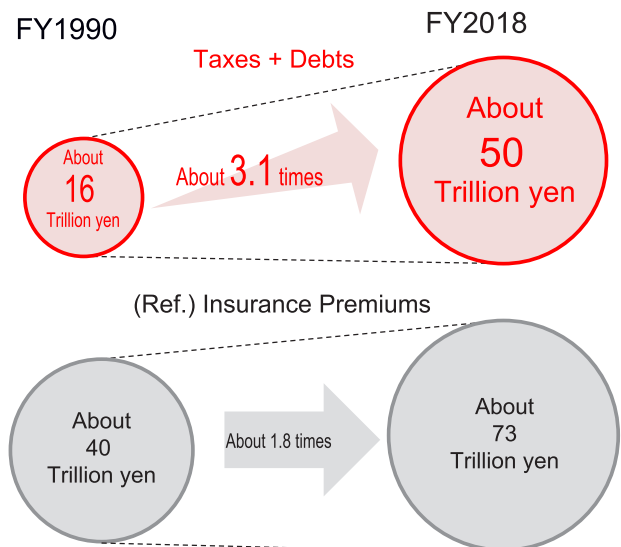 FY1990
FY2018
Taxes + Debts
About
16
Trillion yen
About 3.1 times
About
50
Trillion yen
(Ref.) Insurance Premiums
About
40
Trillion yen
About 1.8 times
About
73
Trillion yen